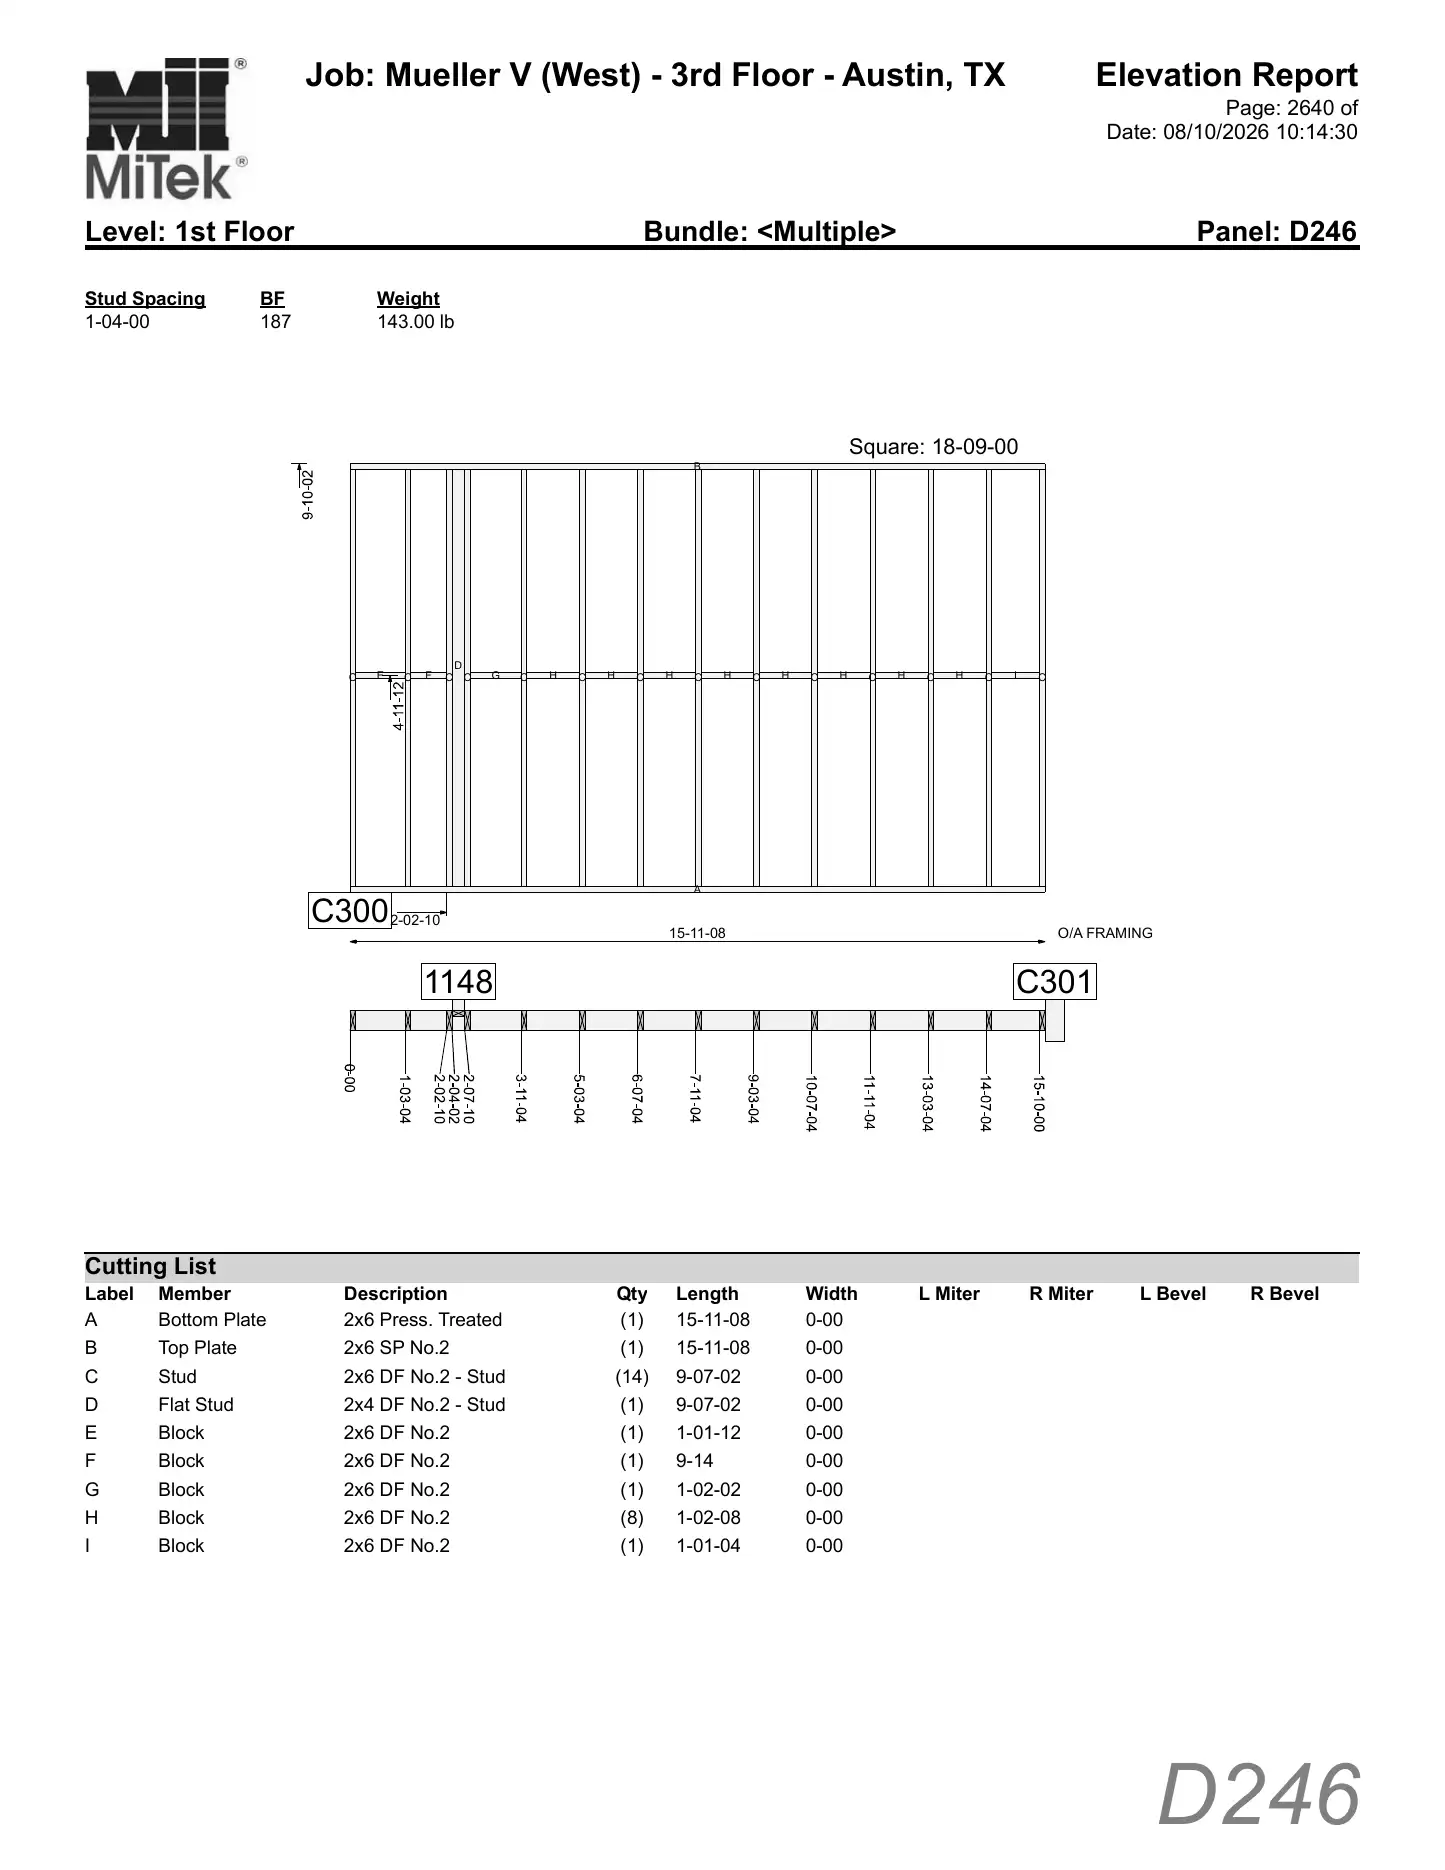 Job: Mueller V (West) - 3rd Floor - Austin, TX
Elevation Report
Page: 2640 of
Date: 08/10/2026 10:14:30
MiTek®
Level: 1st Floor Bundle: <Multiple> Panel: D246
Stud Spacing BF Weight
1-04-00 187 143.00 lb
Square: 18-09-00
B
9-10-02
D
E F G H H H H H H H H I
4-11-12
A
C300
2-02-10
15-11-08 O/A FRAMING
1148 C301
0-00 1-03-04 2-02-10 2-04-02 2-07-10 3-11-04 5-03-04 6-07-04 7-11-04 9-03-04 10-07-04 11-11-04 13-03-04 14-07-04 15-10-00
Cutting List
Label Member Description Qty Length Width L Miter R Miter L Bevel R Bevel
A Bottom Plate 2x6 Press. Treated (1) 15-11-08 0-00
B Top Plate 2x6 SP No.2 (1) 15-11-08 0-00
C Stud 2x6 DF No.2 - Stud (14) 9-07-02 0-00
D Flat Stud 2x4 DF No.2 - Stud (1) 9-07-02 0-00
E Block 2x6 DF No.2 (1) 1-01-12 0-00
F Block 2x6 DF No.2 (1) 9-14 0-00
G Block 2x6 DF No.2 (1) 1-02-02 0-00
H Block 2x6 DF No.2 (8) 1-02-08 0-00
I Block 2x6 DF No.2 (1) 1-01-04 0-00
D246